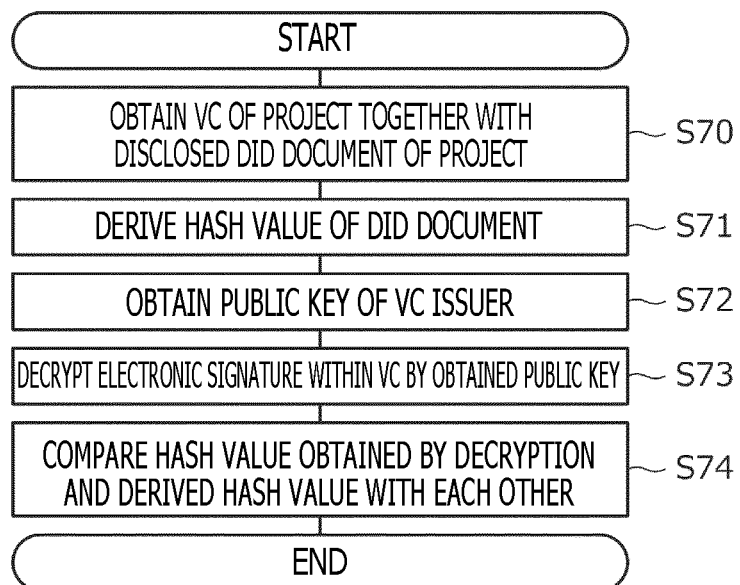 START
OBTAIN VC OF PROJECT TOGETHER WITH
DISCLOSED DID DOCUMENT OF PROJECT
S70
DERIVE HASH VALUE OF DID DOCUMENT
S71
OBTAIN PUBLIC KEY OF VC ISSUER
S72
DECRYPT ELECTRONIC SIGNATURE WITHIN VC BY OBTAINED PUBLIC KEY
S73
COMPARE HASH VALUE OBTAINED BY DECRYPTION
AND DERIVED HASH VALUE WITH EACH OTHER
S74
END